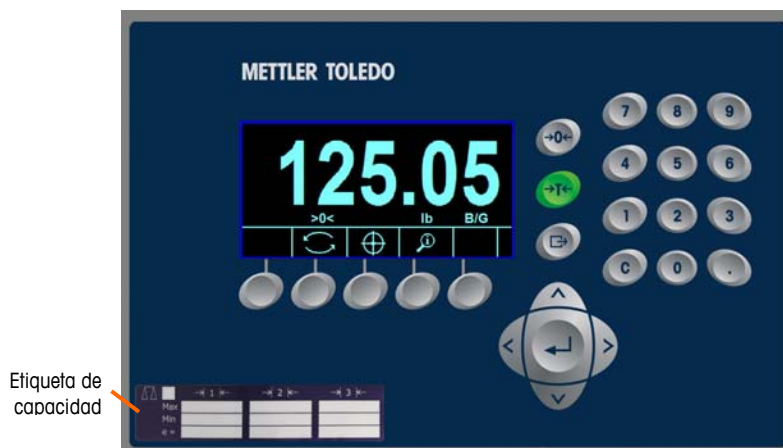 METTLER TOLEDO
125.05
>0< lb B/G
→0←
→T←
7 8 9
4 5 6
1 2 3
C 0 .
Etiqueta de
capacidad
→| 1 |← →| 2 |← →| 3 |←
Max
Min
e =